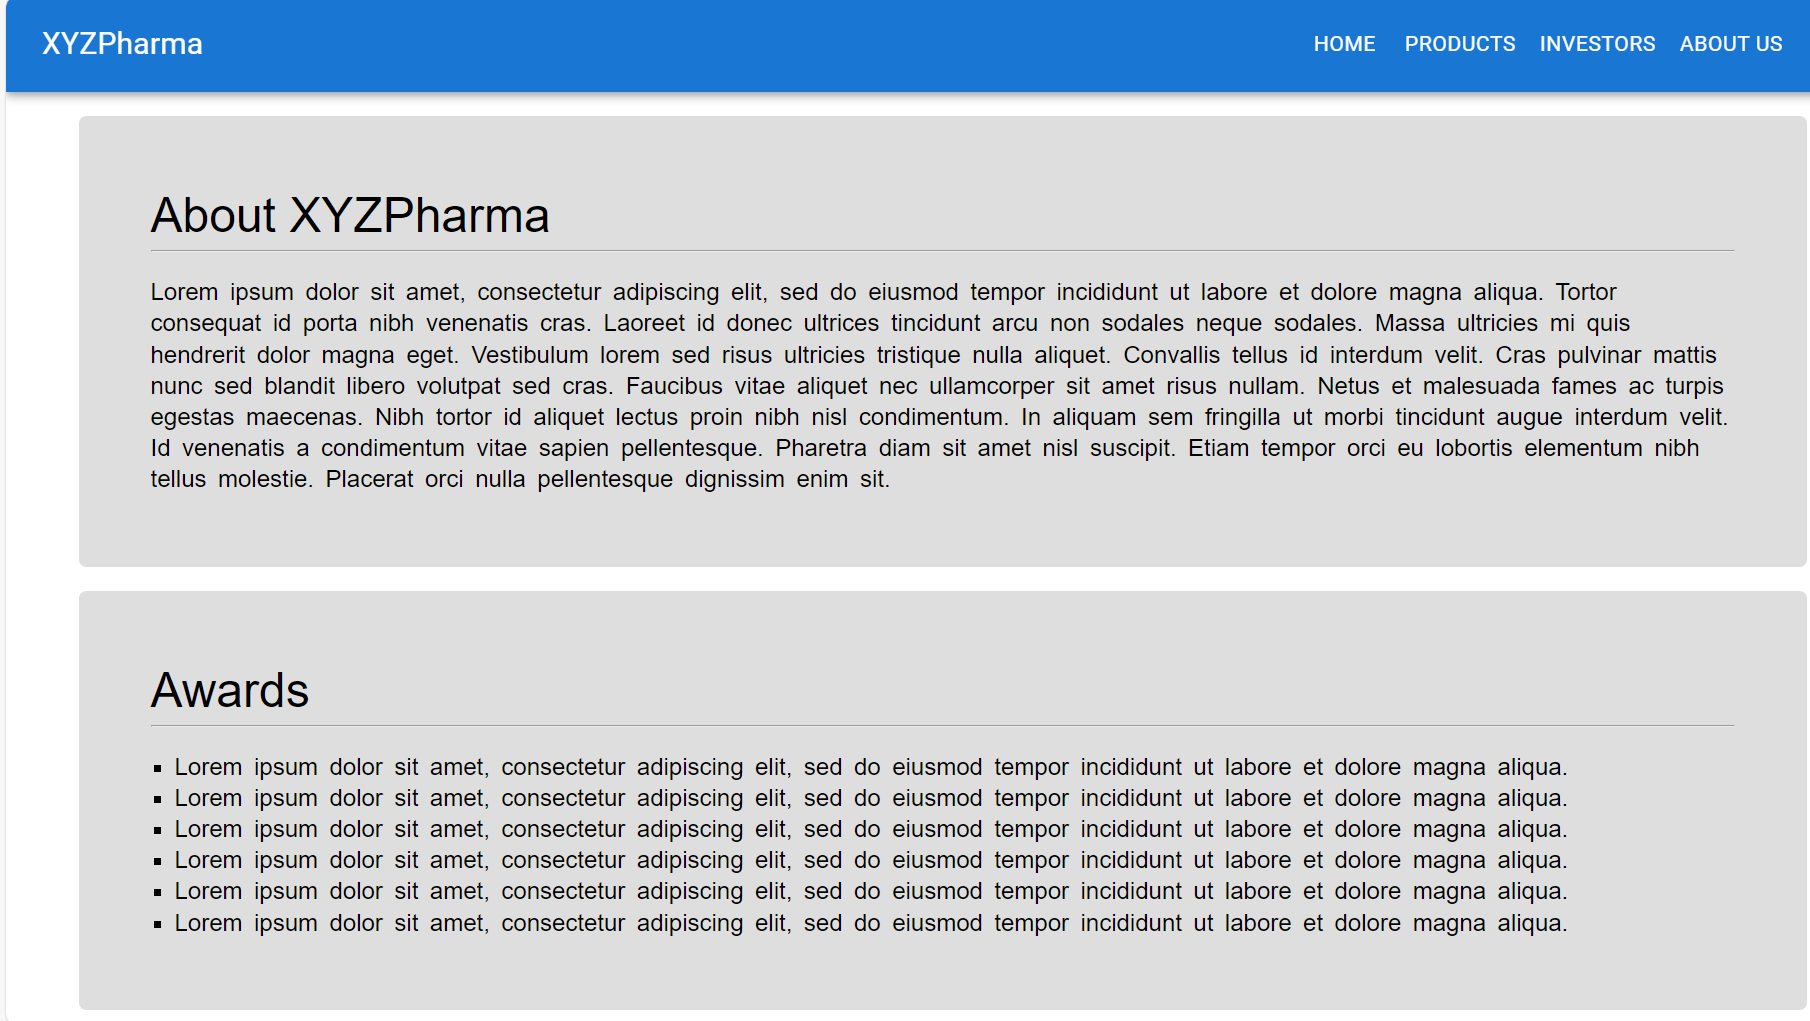 XYZPharma
HOME PRODUCTS INVESTORS ABOUT US
About XYZPharma
Lorem ipsum dolor sit amet, consectetur adipiscing elit, sed do eiusmod tempor incididunt ut labore et dolore magna aliqua. Tortor
consequat id porta nibh venenatis cras. Laoreet id donec ultrices tincidunt arcu non sodales neque sodales. Massa ultricies mi quis
hendrerit dolor magna eget. Vestibulum lorem sed risus ultricies tristique nulla aliquet. Convallis tellus id interdum velit. Cras pulvinar mattis
nunc sed blandit libero volutpat sed cras. Faucibus vitae aliquet nec ullamcorper sit amet risus nullam. Netus et malesuada fames ac turpis
egestas maecenas. Nibh tortor id aliquet lectus proin nibh nisl condimentum. In aliquam sem fringilla ut morbi tincidunt augue interdum velit.
Id venenatis a condimentum vitae sapien pellentesque. Pharetra diam sit amet nisl suscipit. Etiam tempor orci eu lobortis elementum nibh
tellus molestie. Placerat orci nulla pellentesque dignissim enim sit.
Awards
Lorem ipsum dolor sit amet, consectetur adipiscing elit, sed do eiusmod tempor incididunt ut labore et dolore magna aliqua.
Lorem ipsum dolor sit amet, consectetur adipiscing elit, sed do eiusmod tempor incididunt ut labore et dolore magna aliqua.
Lorem ipsum dolor sit amet, consectetur adipiscing elit, sed do eiusmod tempor incididunt ut labore et dolore magna aliqua.
Lorem ipsum dolor sit amet, consectetur adipiscing elit, sed do eiusmod tempor incididunt ut labore et dolore magna aliqua.
Lorem ipsum dolor sit amet, consectetur adipiscing elit, sed do eiusmod tempor incididunt ut labore et dolore magna aliqua.
Lorem ipsum dolor sit amet, consectetur adipiscing elit, sed do eiusmod tempor incididunt ut labore et dolore magna aliqua.